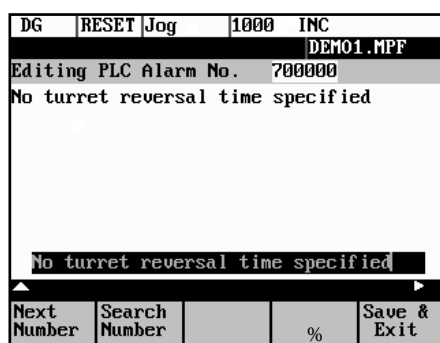 DG RESET Jog 1000 INC
DEMO1.MPF
Editing PLC Alarm No. 700000
No turret reversal time specified
No turret reversal time specified
Next Number Search Number % Save & Exit